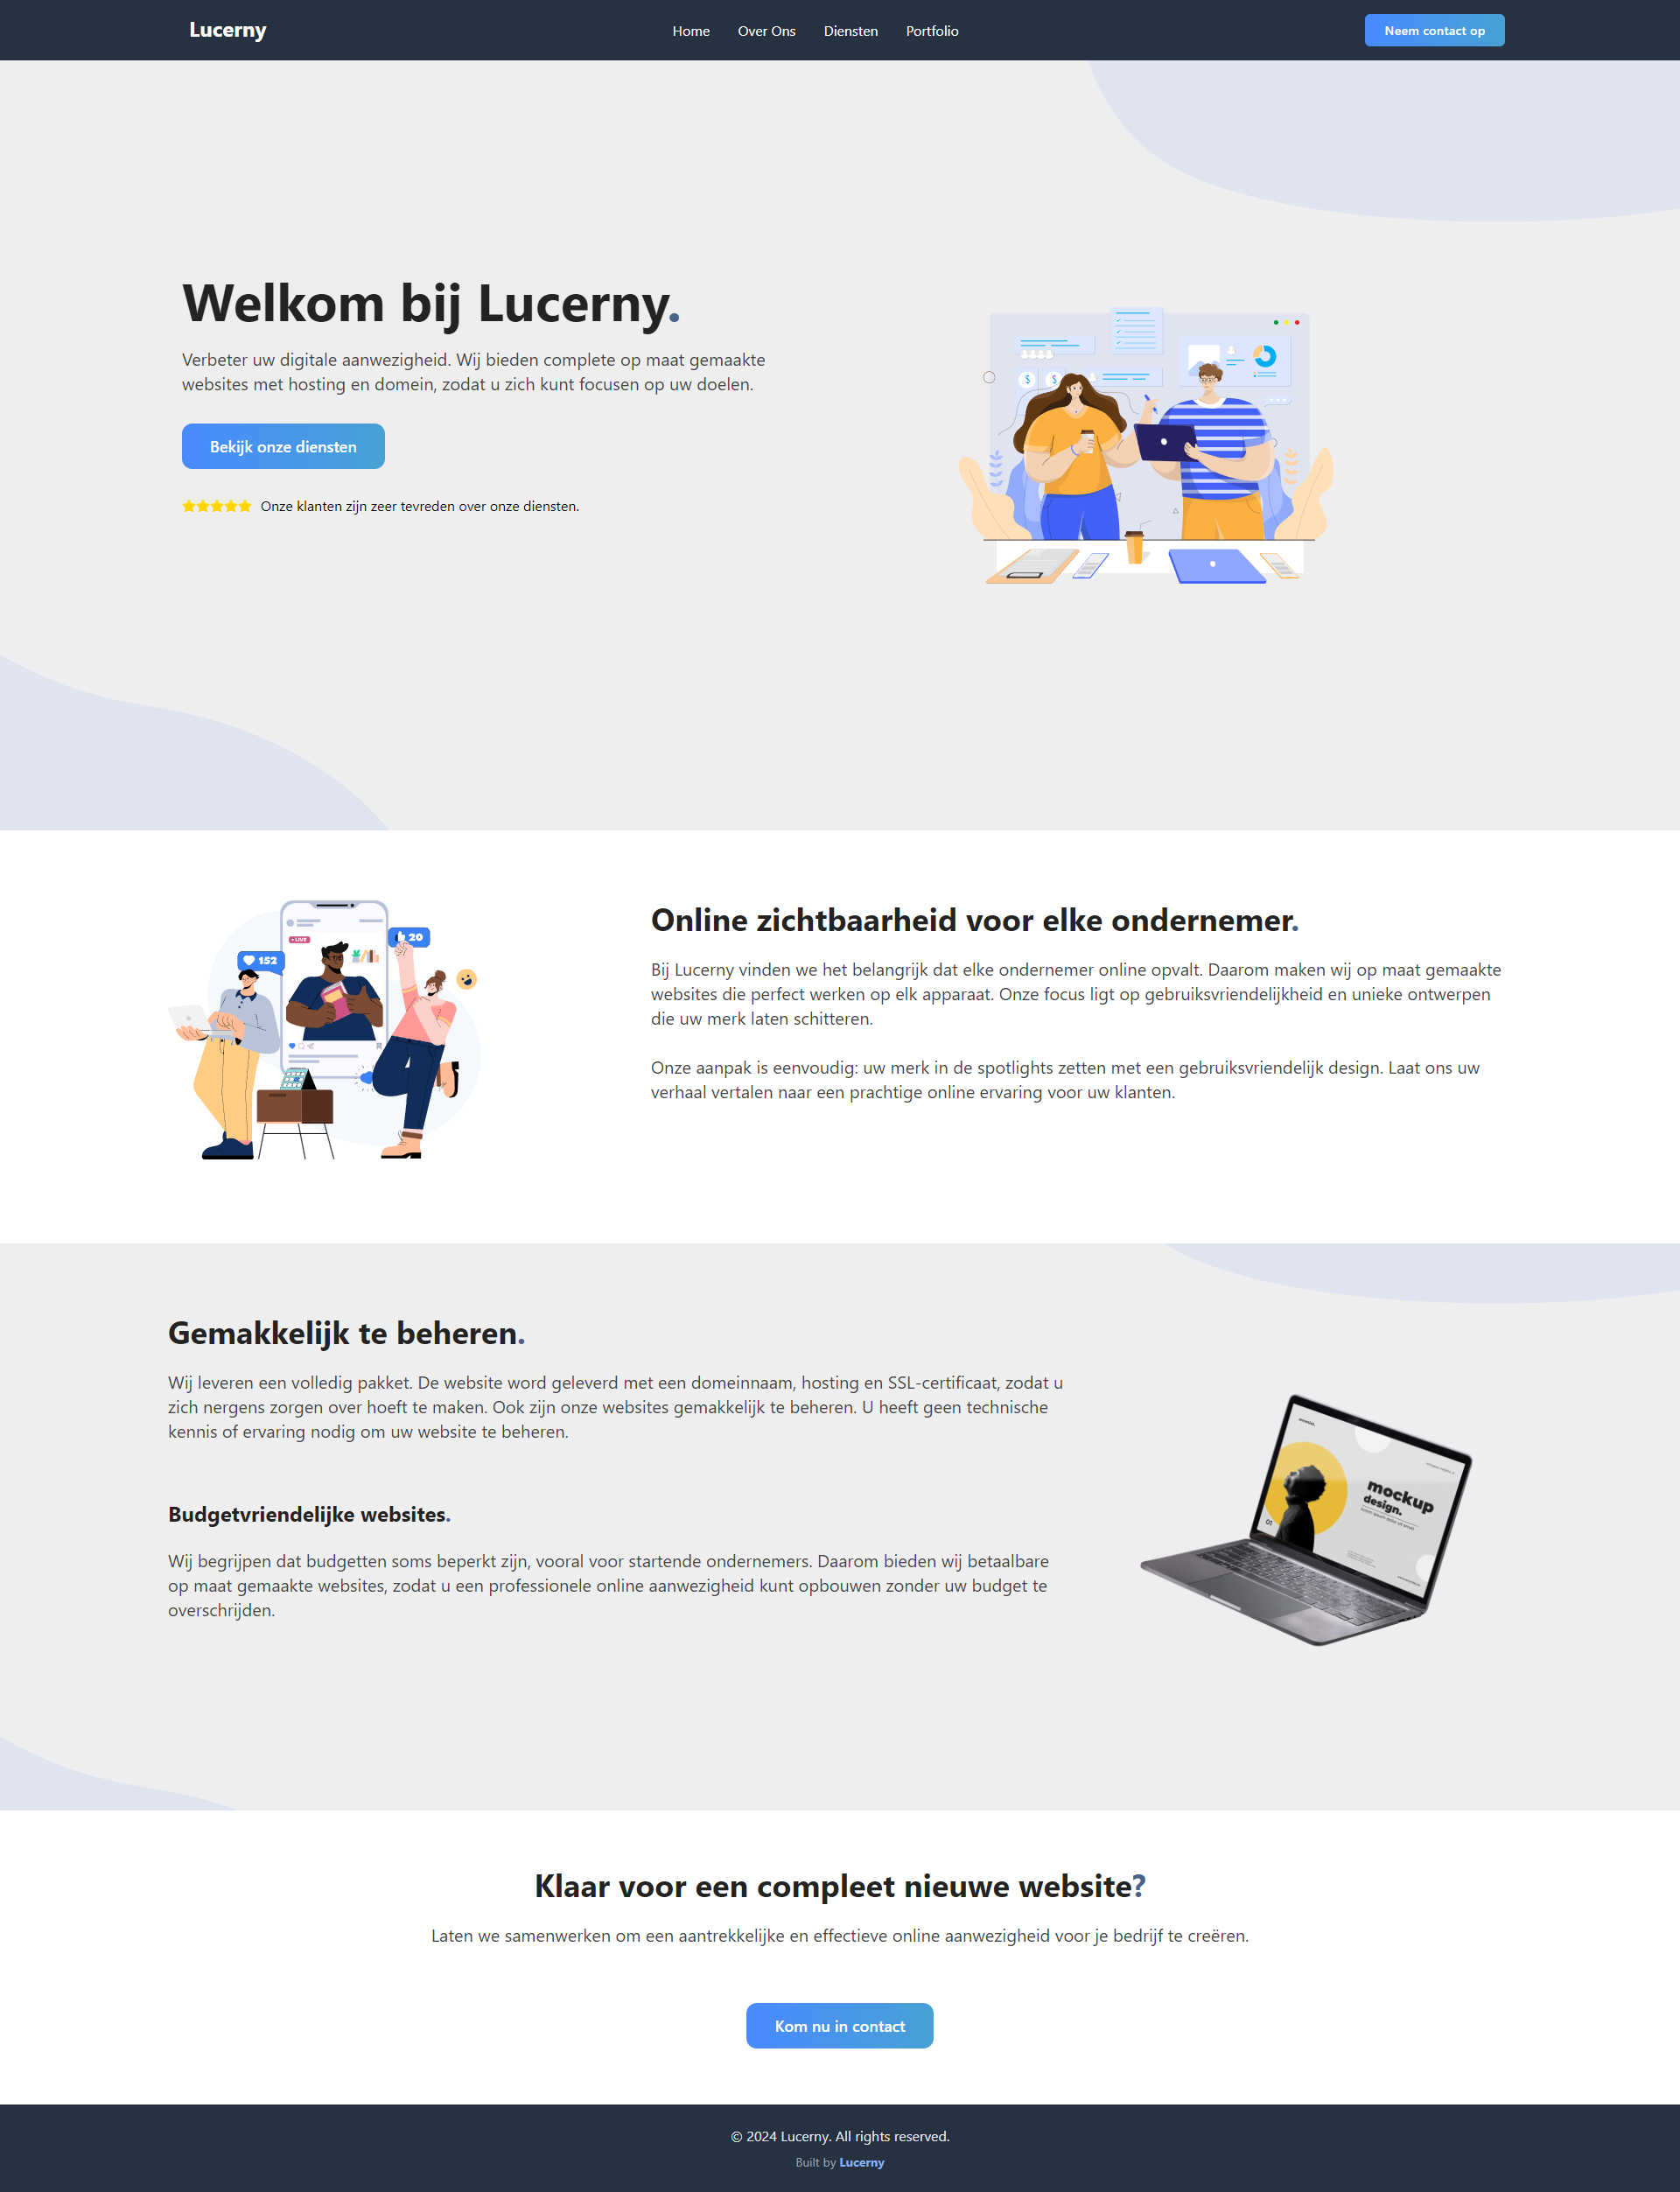 Lucerny
Home
Over Ons
Diensten
Portfolio
Neem contact op
Welkom bij Lucerny.
Verbeter uw digitale aanwezigheid. Wij bieden complete op maat gemaakte
websites met hosting en domein, zodat u zich kunt focusen op uw doelen.
Bekijk onze diensten
Onze klanten zijn zeer tevreden over onze diensten.
$
$
LIVE
20
152
Online zichtbaarheid voor elke ondernemer.
Bij Lucerny vinden we het belangrijk dat elke ondernemer online opvalt. Daarom maken wij op maat gemaakte
websites die perfect werken op elk apparaat. Onze focus ligt op gebruiksvriendelijkheid en unieke ontwerpen
die uw merk laten schitteren.
Onze aanpak is eenvoudig: uw merk in de spotlights zetten met een gebruiksvriendelijk design. Laat ons uw
verhaal vertalen naar een prachtige online ervaring voor uw klanten.
Gemakkelijk te beheren.
Wij leveren een volledig pakket. De website word geleverd met een domeinnaam, hosting en SSL-certificaat, zodat u
zich nergens zorgen over hoeft te maken. Ook zijn onze websites gemakkelijk te beheren. U heeft geen technische
kennis of ervaring nodig om uw website te beheren.
mockup
design.
01
Budgetvriendelijke websites.
Wij begrijpen dat budgetten soms beperkt zijn, vooral voor startende ondernemers. Daarom bieden wij betaalbare
op maat gemaakte websites, zodat u een professionele online aanwezigheid kunt opbouwen zonder uw budget te
overschrijden.
Klaar voor een compleet nieuwe website?
Laten we samenwerken om een aantrekkelijke en effectieve online aanwezigheid voor je bedrijf te creëren.
Kom nu in contact
© 2024 Lucerny. All rights reserved.
Built by Lucerny